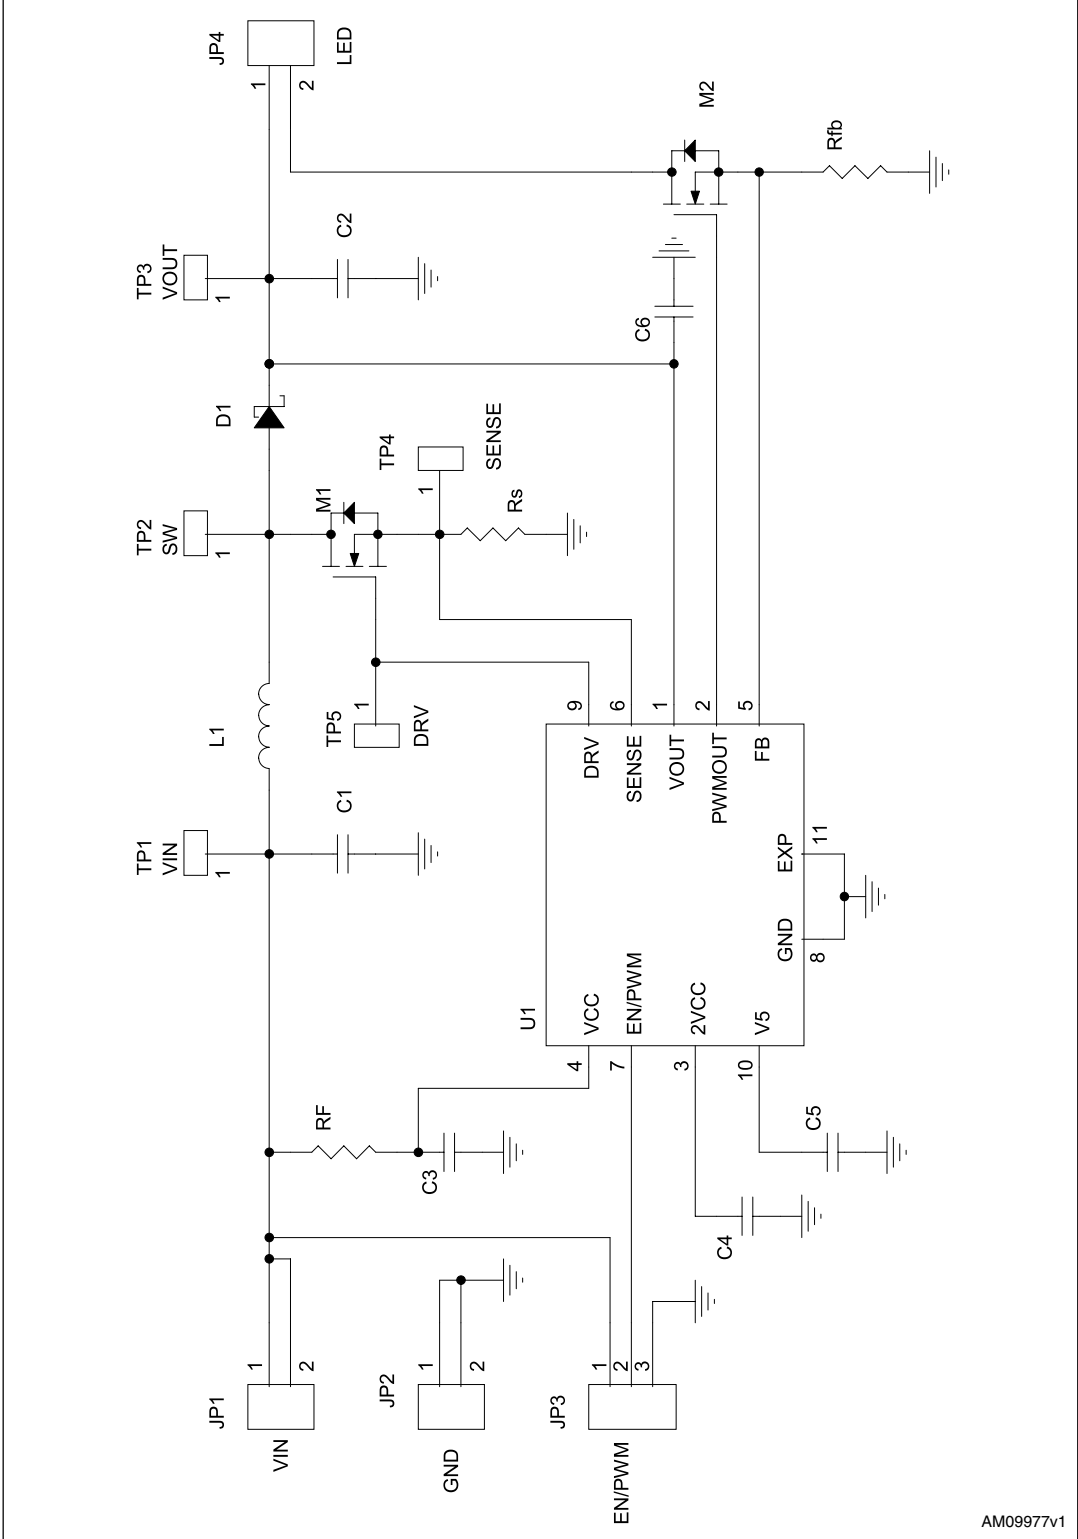 JP4
LED
1
2
M2
Rfb
TP3
VOUT
1
C2
C6
D1
TP4
SENSE
1
TP2
SW
1
M1
Rs
L1
TP5
DRV
1
9
6
1
2
5
DRV
SENSE
VOUT
PWMOUT
FB
TP1
VIN
1
C1
EXP
11
GND
8
U1
VCC
EN/PWM
2VCC
V5
4
7
3
10
RF
C3
C5
C4
JP1
VIN
1
2
JP2
GND
1
2
JP3
EN/PWM
1
2
3
AM09977v1